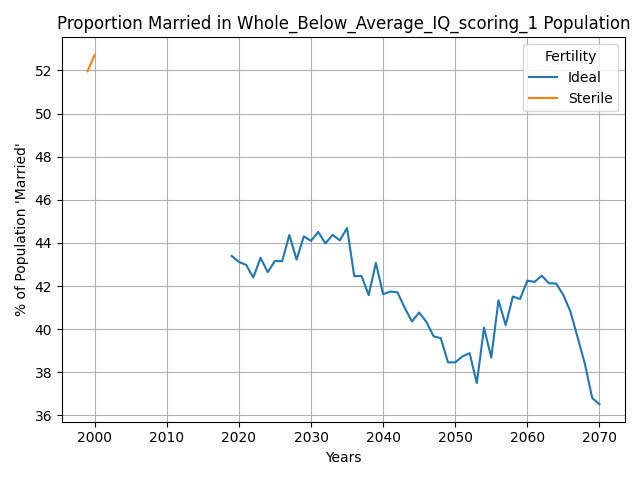 Proportion Married in Whole_Below_Average_IQ_scoring_1 Population
% of Population 'Married'
52
50
48
46
44
42
40
38
36
Fertility
Ideal
Sterile
2000 2010 2020 2030 2040 2050 2060 2070
Years